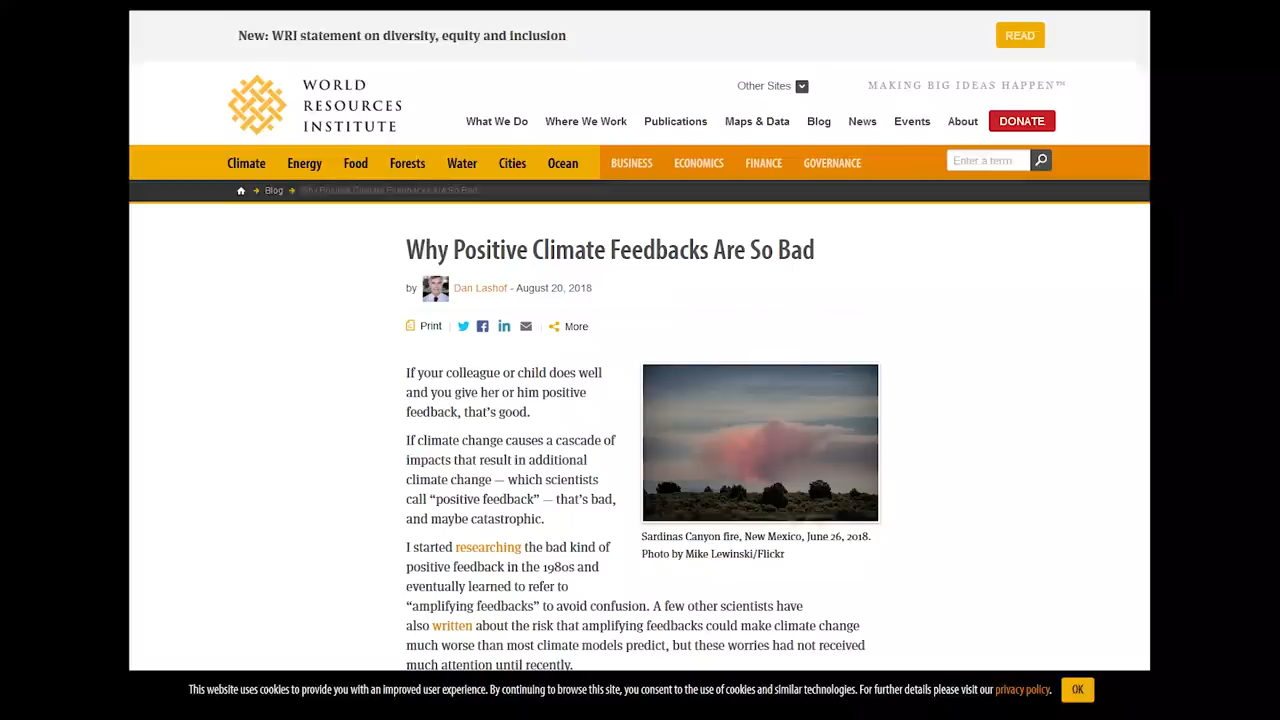 New: WRI statement on diversity, equity and inclusion
READ
WORLD
RESOURCES
INSTITUTE
Other Sites
MAKING BIG IDEAS HAPPEN™
What We Do Where We Work Publications Maps & Data Blog News Events About DONATE
Climate Energy Food Forests Water Cities Ocean BUSINESS ECONOMICS FINANCE GOVERNANCE Enter a term
Blog Why Positive Climate Feedbacks Are So Bad
Why Positive Climate Feedbacks Are So Bad
by Dan Lashof - August 20, 2018
Print More
If your colleague or child does well
and you give her or him positive
feedback, that's good.
If climate change causes a cascade of
impacts that result in additional
climate change — which scientists
call “positive feedback” — that's bad,
and maybe catastrophic.
Sardinas Canyon fire, New Mexico, June 26, 2018.
Photo by Mike Lewinski/Flickr
I started researching the bad kind of
positive feedback in the 1980s and
eventually learned to refer to
“amplifying feedbacks” to avoid confusion. A few other scientists have
also written about the risk that amplifying feedbacks could make climate change
much worse than most climate models predict, but these worries had not received
much attention until recently.
This website uses cookies to provide you with an improved user experience. By continuing to browse this site, you consent to the use of cookies and similar technologies. For further details please visit our privacy policy. OK